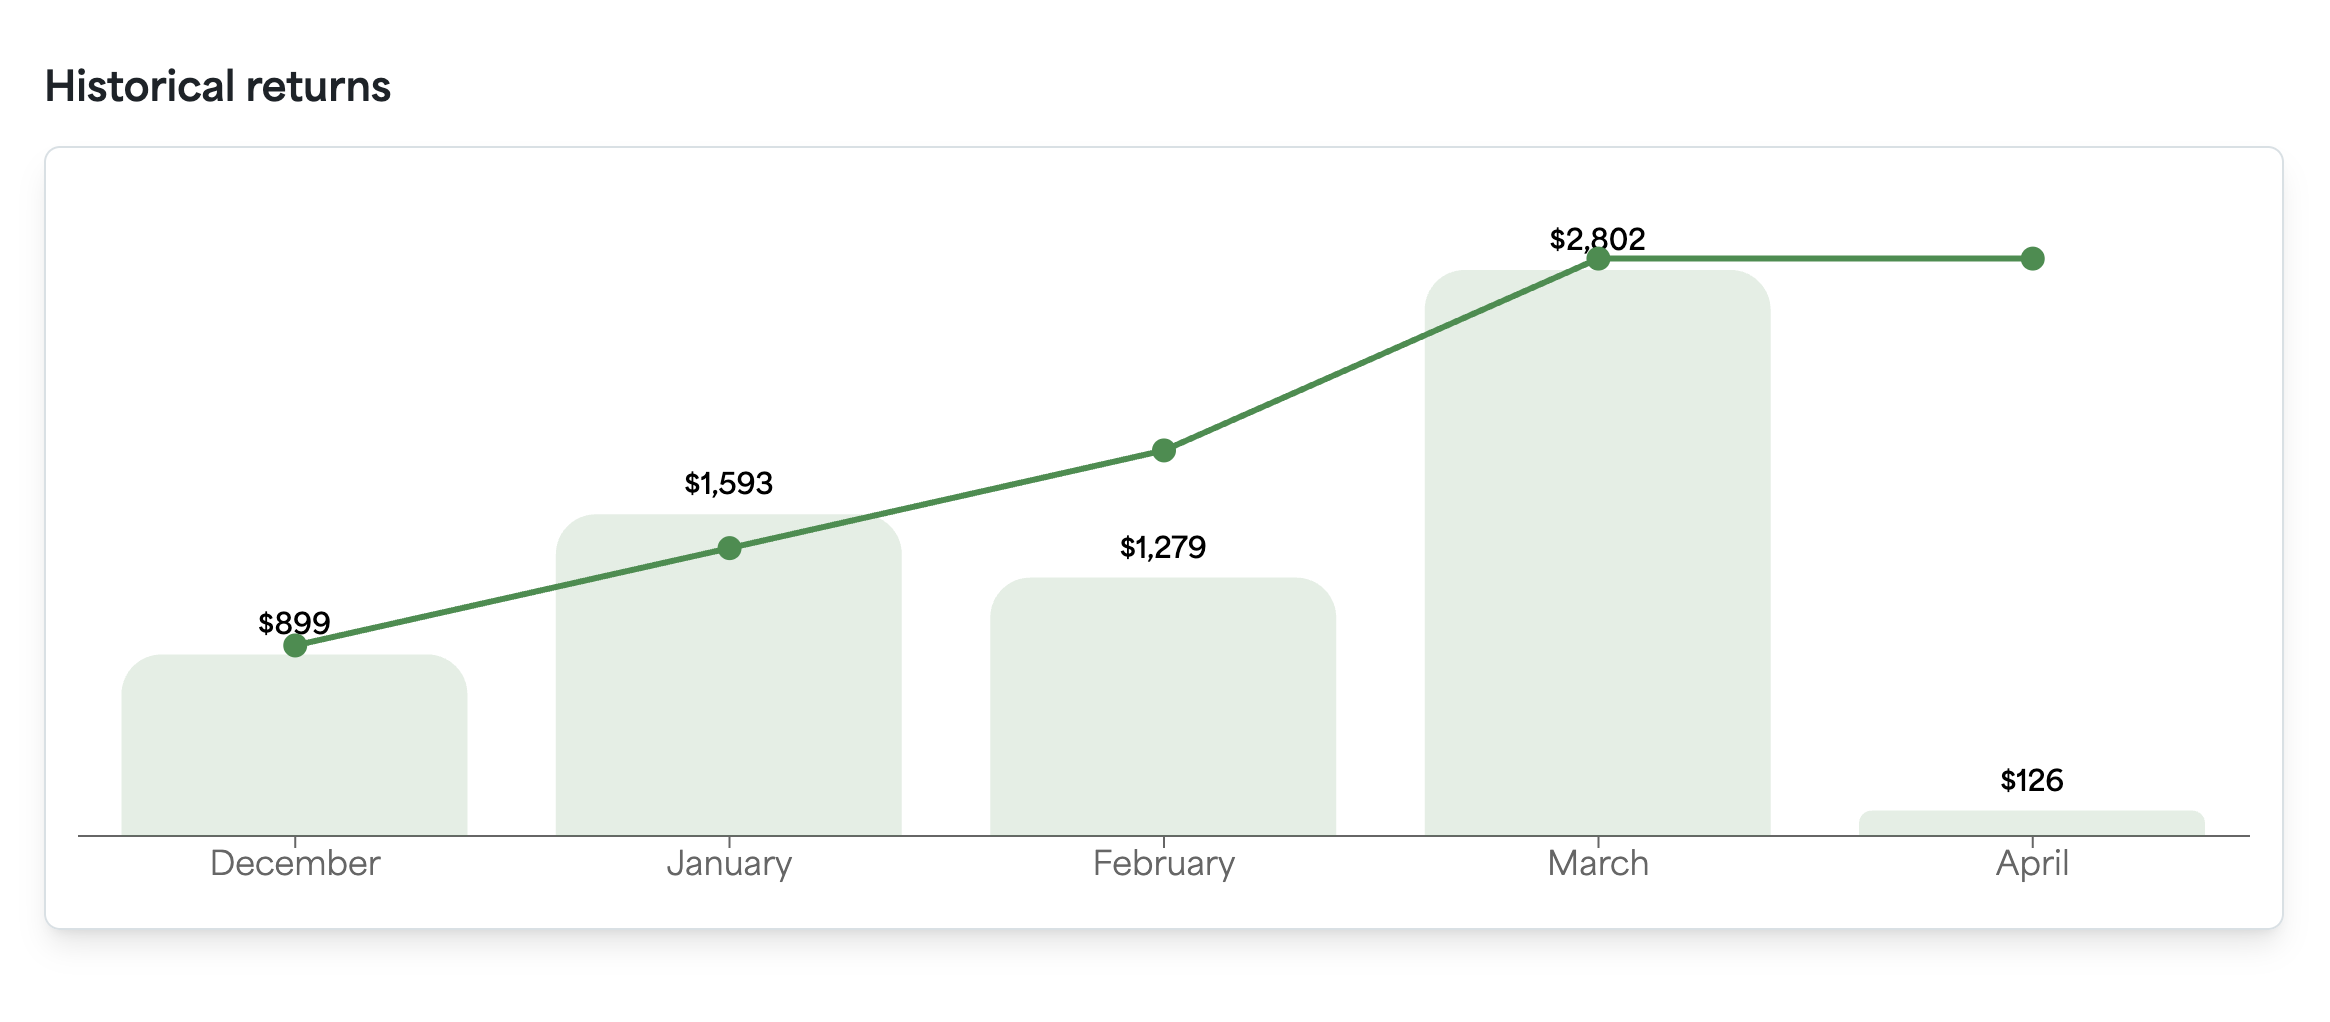 Historical returns
$2,802
$1,593
$1,279
$899
$126
December
January
February
March
April